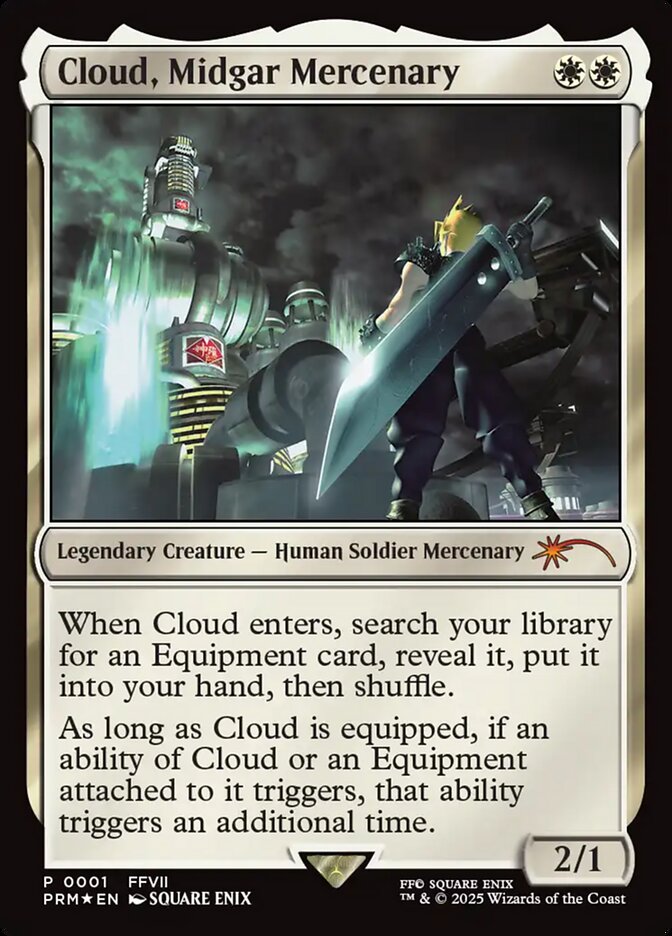 Cloud, Midgar Mercenary
Legendary Creature — Human Soldier Mercenary
When Cloud enters, search your library
for an Equipment card, reveal it, put it
into your hand, then shuffle.
As long as Cloud is equipped, if an
ability of Cloud or an Equipment
attached to it triggers, that ability
triggers an additional time.
2/1
P 0001 FFVII
PRM★EN SQUARE ENIX
FF© SQUARE ENIX
™ & © 2025 Wizards of the Coast